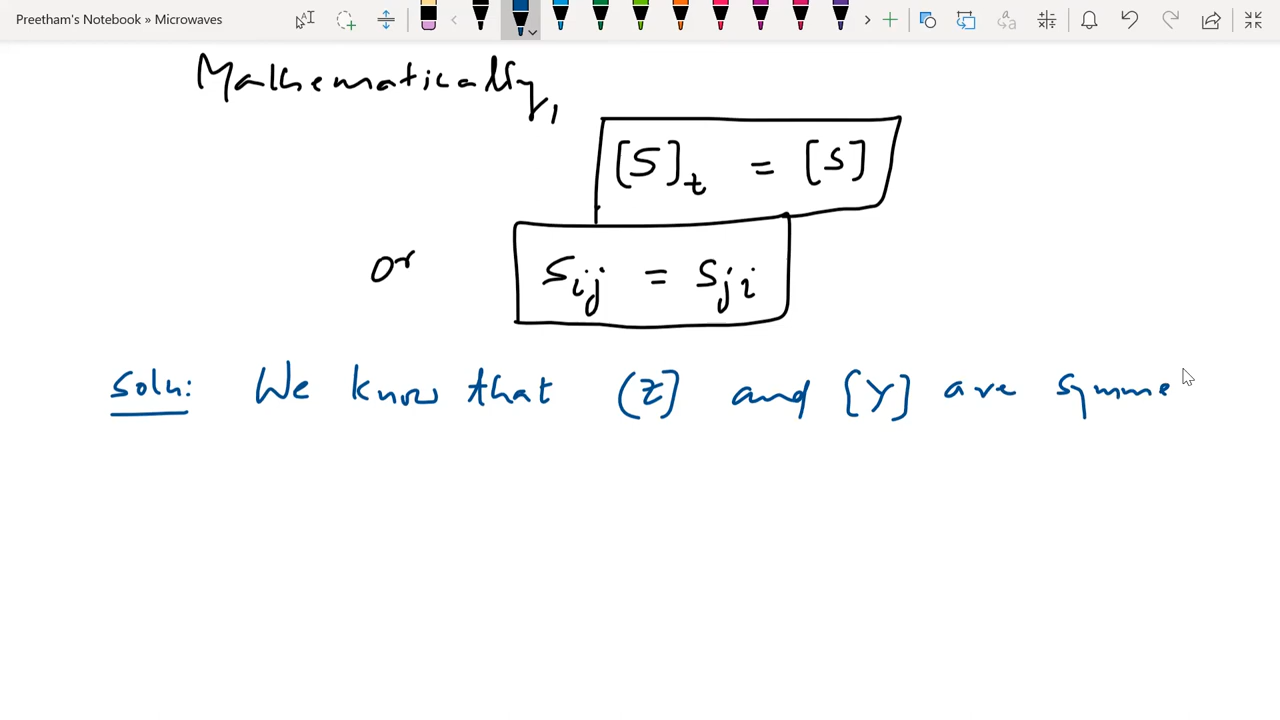 Preetham's Notebook » Microwaves
Mathematically,
[S]t = [S]
or Sij = Sji
Soln: We know that (Z] and [Y] are symme